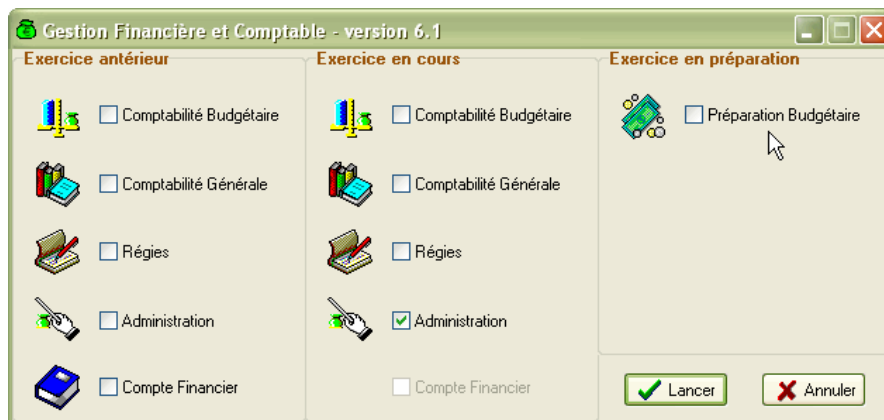 Gestion Financière et Comptable - version 6.1
Exercice antérieur
Comptabilité Budgétaire
Comptabilité Générale
Régies
Administration
Compte Financier
Exercice en cours
Comptabilité Budgétaire
Comptabilité Générale
Régies
Administration
Compte Financier
Exercice en préparation
Préparation Budgétaire
Lancer
Annuler